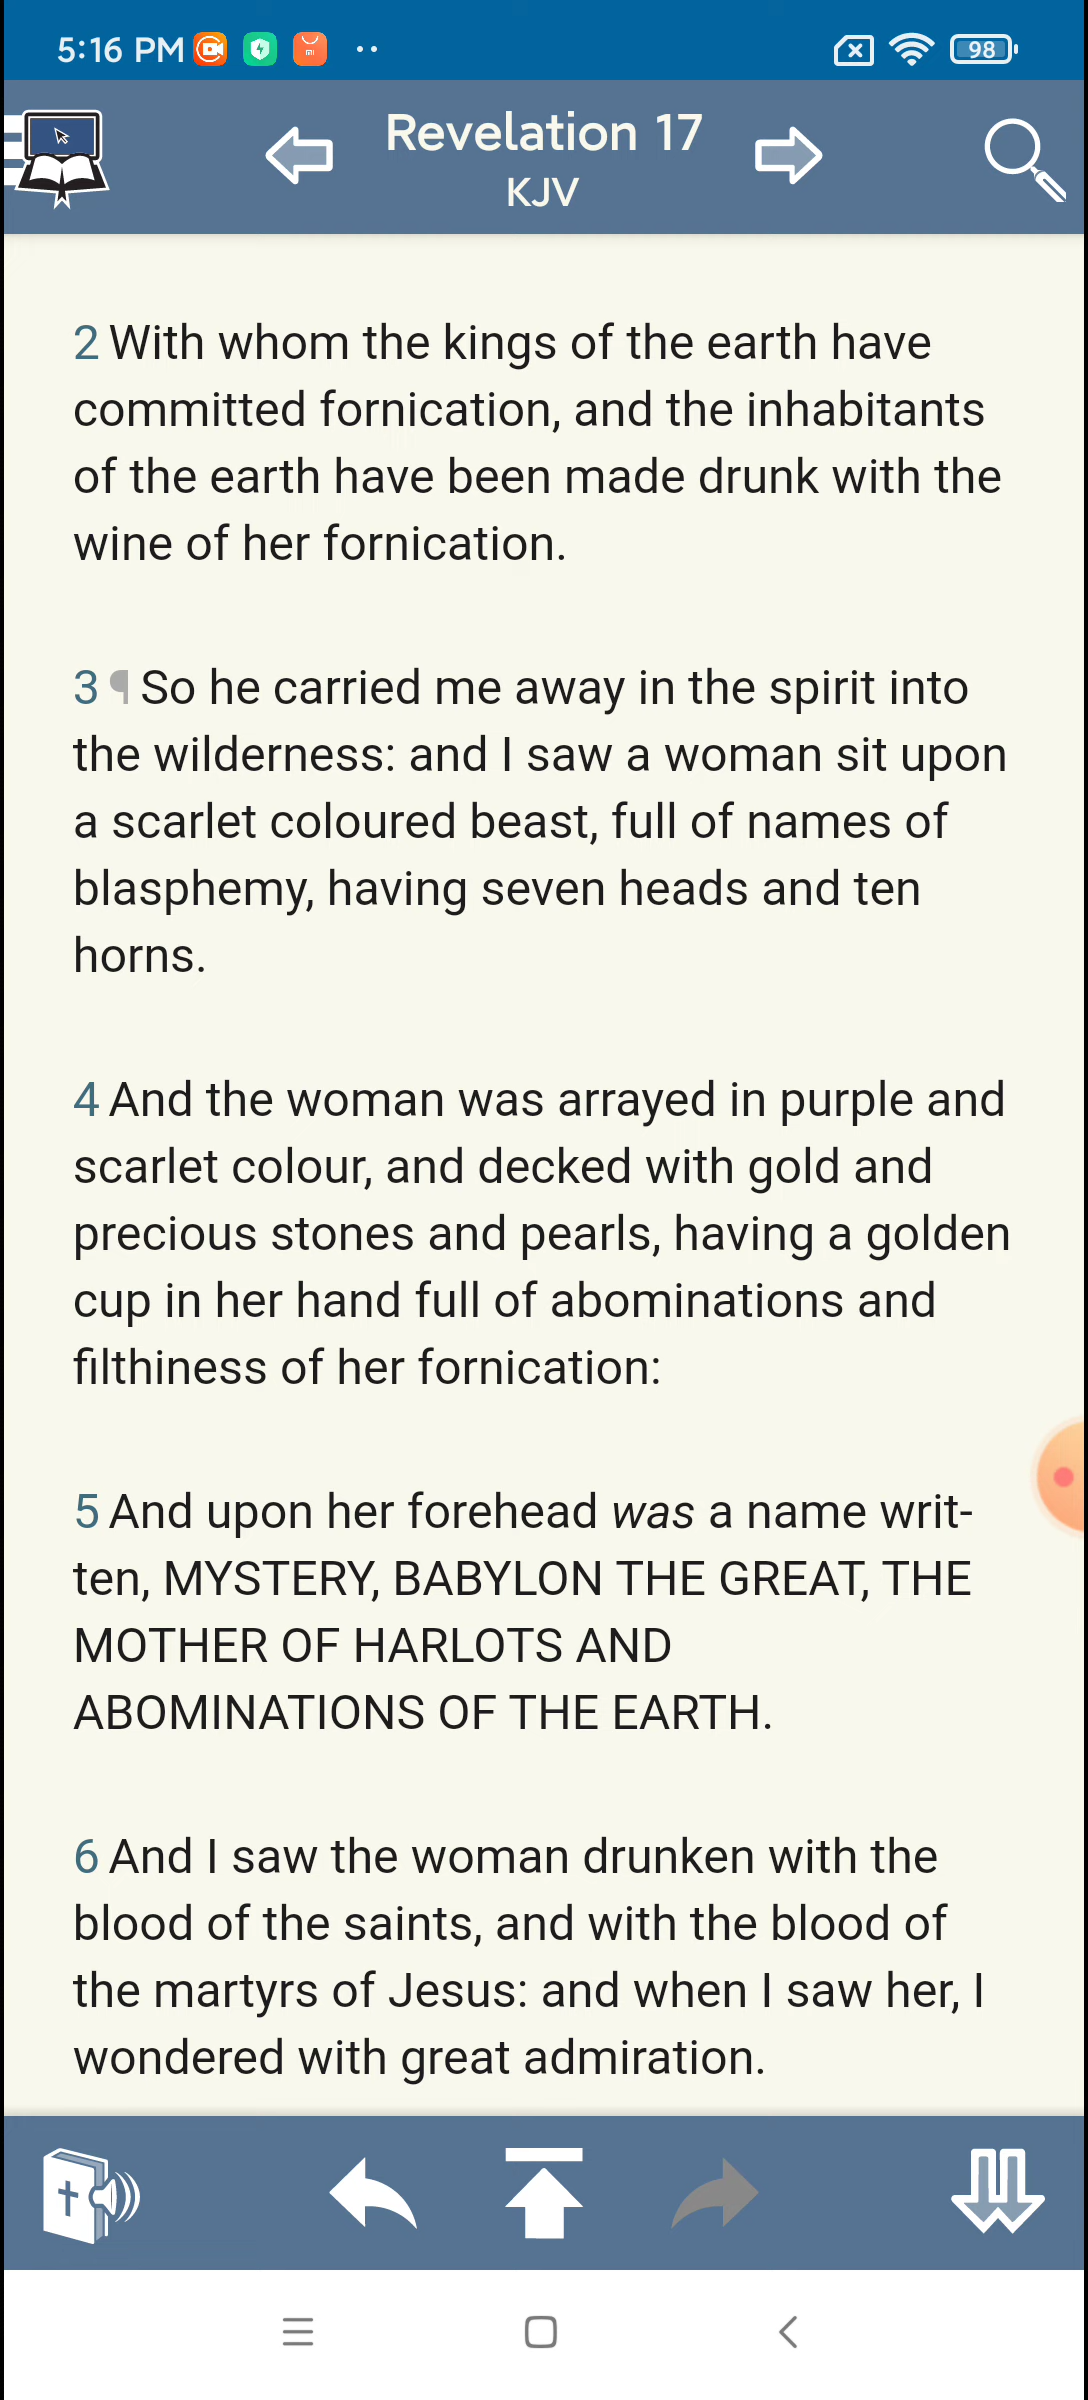 5:16 PM
98
Revelation 17
KJV
2 With whom the kings of the earth have
committed fornication, and the inhabitants
of the earth have been made drunk with the
wine of her fornication.
3 ¶ So he carried me away in the spirit into
the wilderness: and I saw a woman sit upon
a scarlet coloured beast, full of names of
blasphemy, having seven heads and ten
horns.
4 And the woman was arrayed in purple and
scarlet colour, and decked with gold and
precious stones and pearls, having a golden
cup in her hand full of abominations and
filthiness of her fornication:
5 And upon her forehead was a name writ-
ten, MYSTERY, BABYLON THE GREAT, THE
MOTHER OF HARLOTS AND
ABOMINATIONS OF THE EARTH.
6 And I saw the woman drunken with the
blood of the saints, and with the blood of
the martyrs of Jesus: and when I saw her, I
wondered with great admiration.